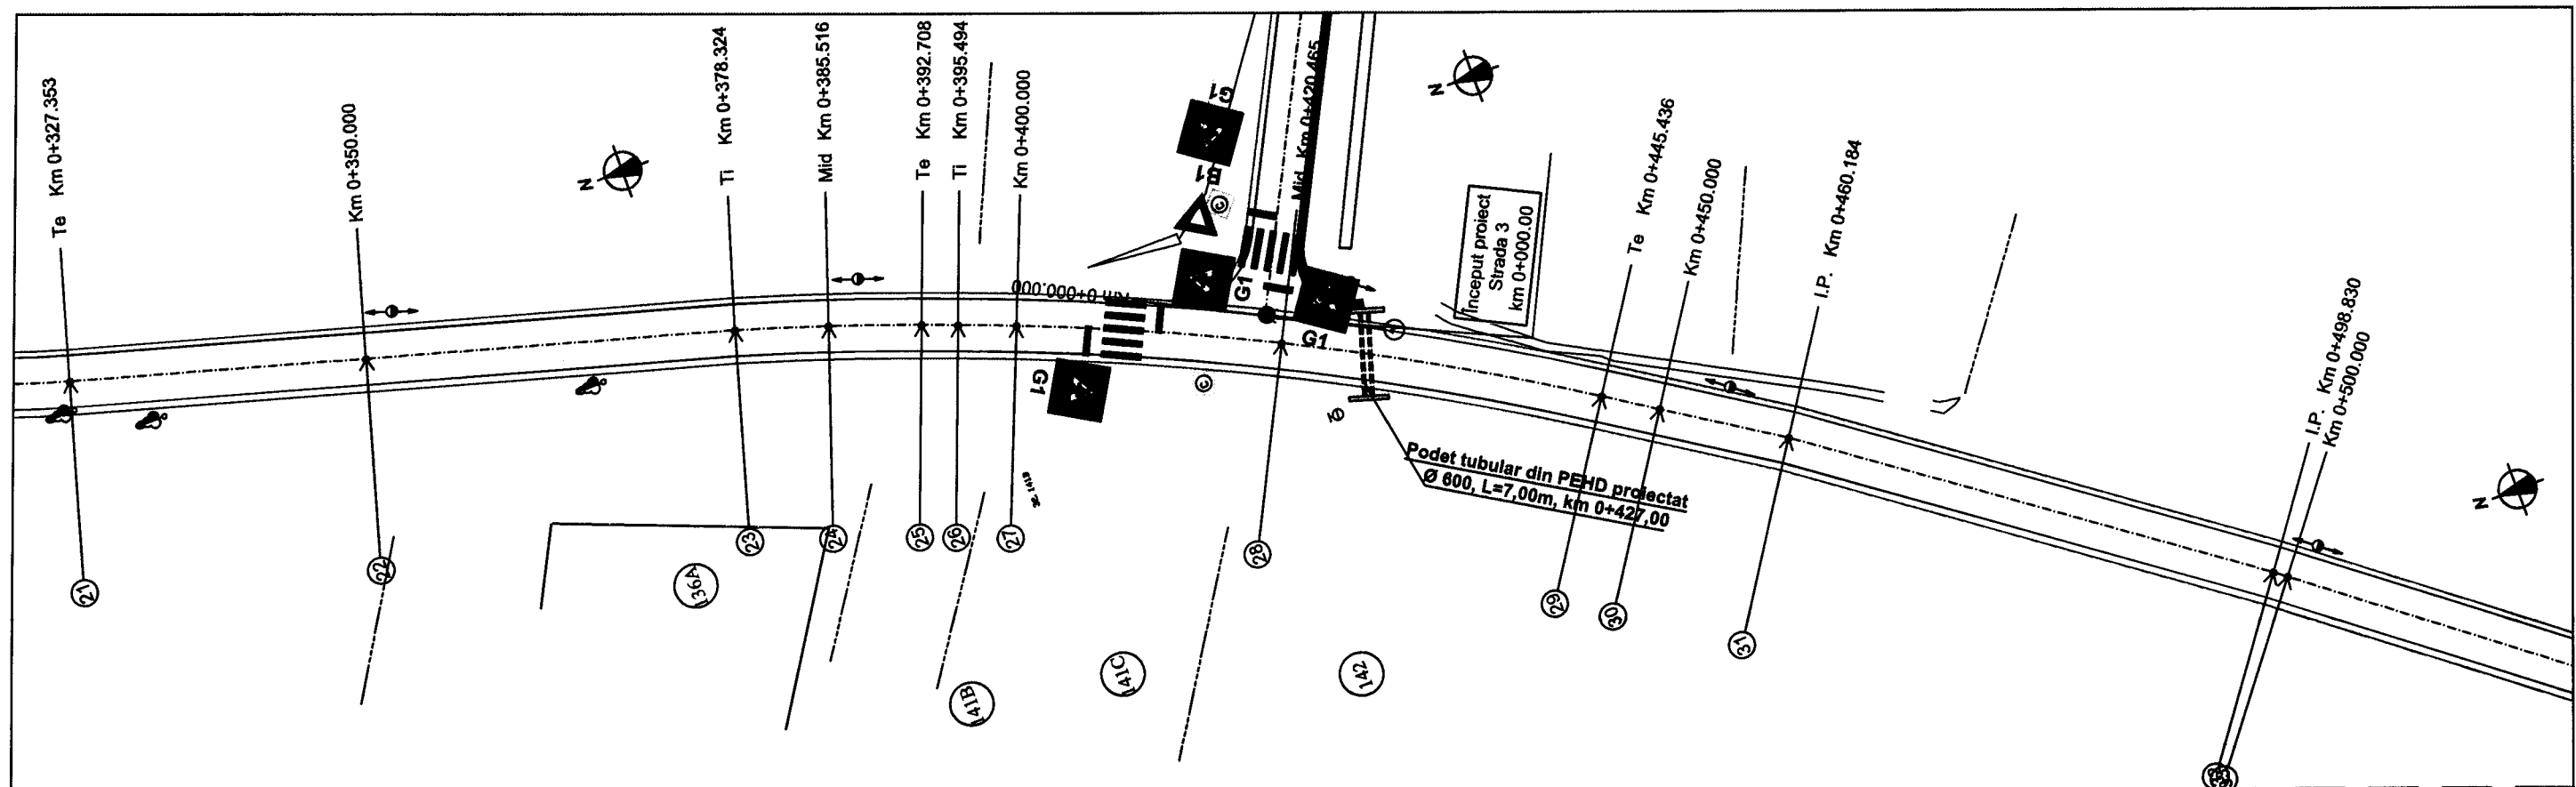 Te Km 0+327.353
Km 0+350.000
Ti Km 0+378.324
Mid Km 0+385.516
Te Km 0+392.708
Ti Km 0+395.494
Km 0+400.000
Km 0+000.000
Mid Km 0+420.465
Te Km 0+445.436
Km 0+450.000
I.P. Km 0+460.184
I.P. Km 0+498.830
Km 0+500.000
N
N
N
G1
B1
G1
G1
G1
Început proiect
Strada 3
km 0+000.00
Podet tubular din PEHD proiectat
Ø 600, L=7,00m, km 0+427,00
21
22
23
24
25
26
27
28
29
30
31
136A
141B
141C
142